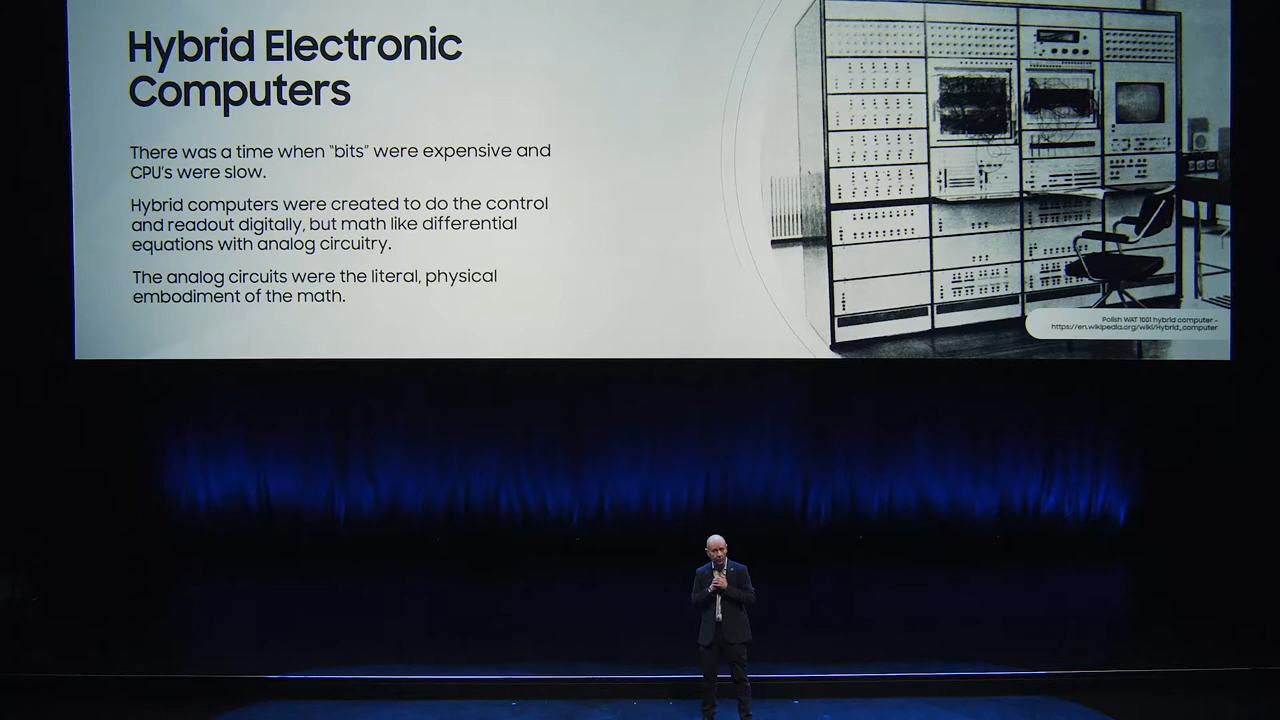 Hybrid Electronic
Computers
There was a time when "bits" were expensive and
CPU's were slow.
Hybrid computers were created to do the control
and readout digitally, but math like differential
equations with analog circuitry.
The analog circuits were the literal, physical
embodiment of the math.
Polish WAT 1001 hybrid computer –
https://en.wikipedia.org/wiki/Hybrid_computer